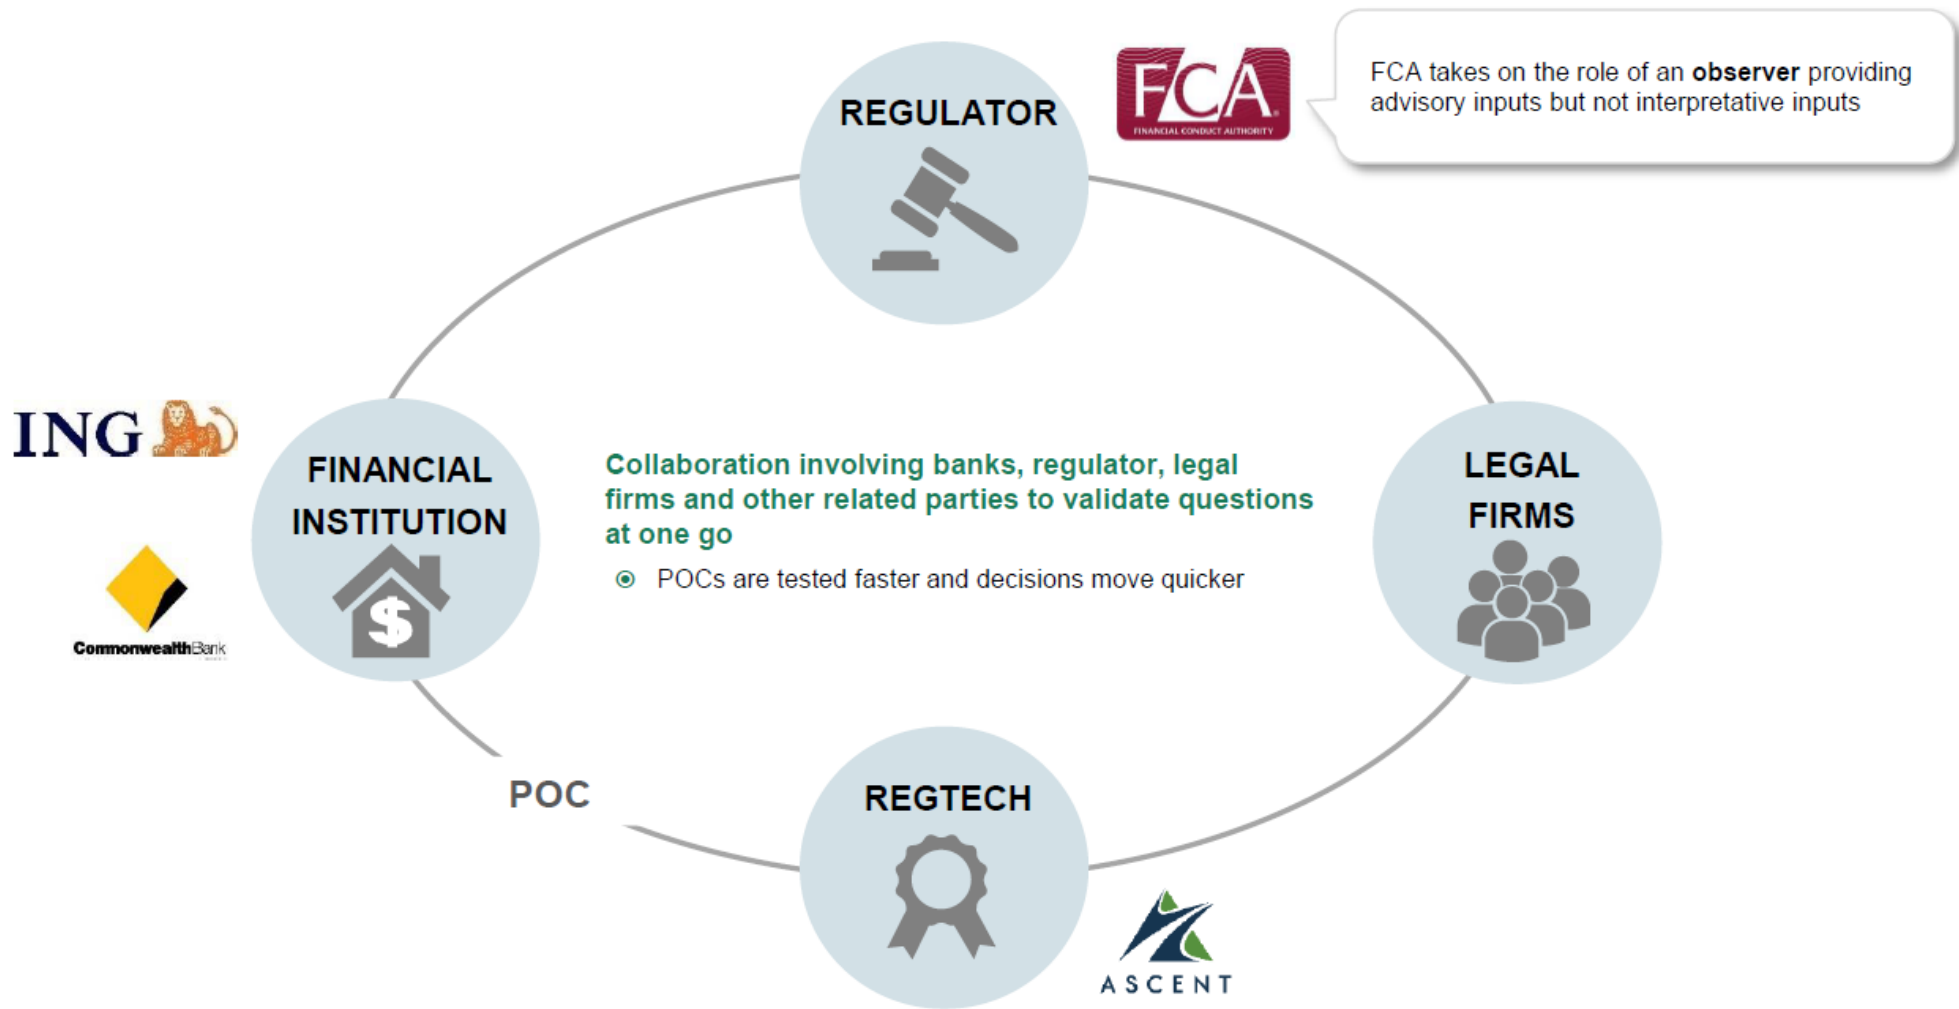 REGULATOR
FCA
FINANCIAL CONDUCT AUTHORITY
FCA takes on the role of an observer providing
advisory inputs but not interpretative inputs
ING
CommonwealthBank
FINANCIAL
INSTITUTION
$
Collaboration involving banks, regulator, legal
firms and other related parties to validate questions
at one go
POCs are tested faster and decisions move quicker
LEGAL
FIRMS
POC
REGTECH
ASCENT